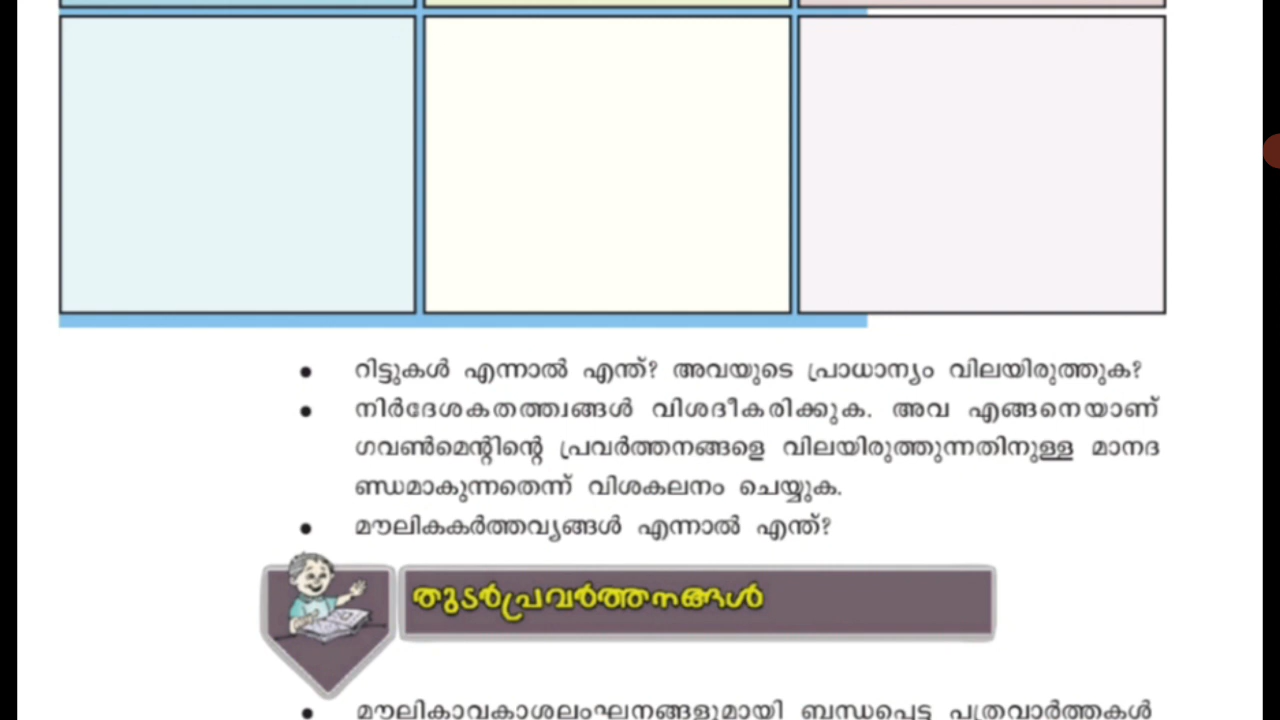 • റിട്ടുകൾ എന്നാൽ എന്ത്? അവയുടെ പ്രാധാന്യം വിലയിരുത്തുക?
• നിർദേശകതത്ത്വങ്ങൾ വിശദീകരിക്കുക. അവ എങ്ങനെയാണ്
ഗവൺമെന്റിന്റെ പ്രവർത്തനങ്ങളെ വിലയിരുത്തുന്നതിനുള്ള മാനദ
ണ്ഡമാകുന്നതെന്ന് വിശകലനം ചെയ്യുക.
• മൗലികകർത്തവ്യങ്ങൾ എന്നാൽ എന്ത്?
തുടർപ്രവർത്തനങ്ങൾ
• മൗലികാവകാശലംഘനങ്ങളുമായി ബന്ധപ്പെട്ട പത്രവാർത്തകൾ